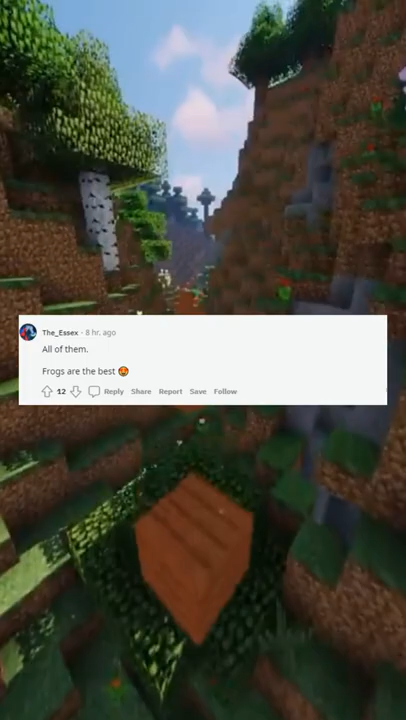 The_Essex · 8 hr. ago
All of them.
Frogs are the best 🥰
12 Reply Share Report Save Follow